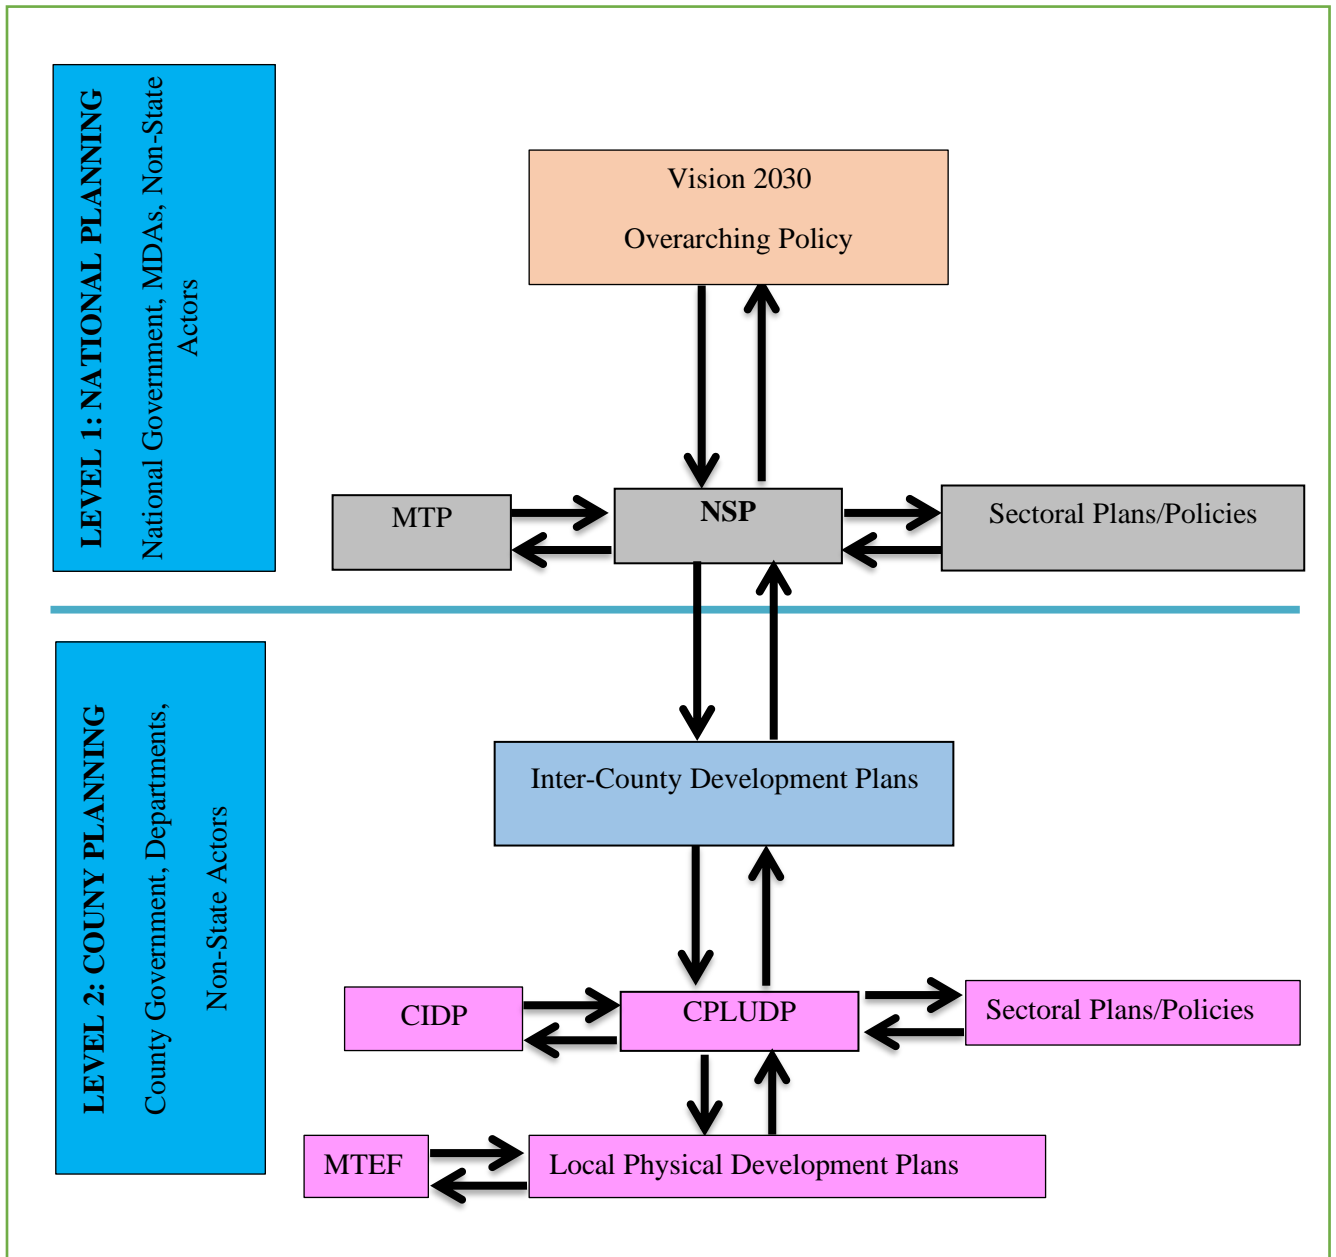 LEVEL 1: NATIONAL PLANNING
National Government, MDAs, Non-State
Actors
Vision 2030
Overarching Policy
MTP
NSP
Sectoral Plans/Policies
LEVEL 2: COUNY PLANNING
County Government, Departments,
Non-State Actors
Inter-County Development Plans
CIDP
CPLUDP
Sectoral Plans/Policies
MTEF
Local Physical Development Plans